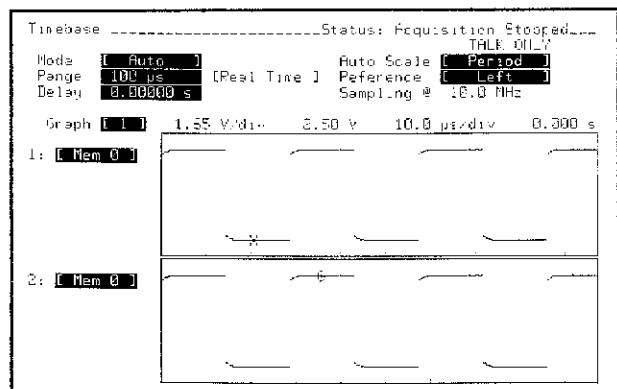 Timebase Status: Acquisition Stopped
TALK ONLY
Mode [ Auto ] Auto Scale [ Period ]
Range 100 µs [Real Time ] Reference [ Left ]
Delay 0.00000 s Sampling @ 10.0 MHz
Graph [ 1 ] 1.65 V/div 2.50 V 10.0 µs/div 0.000 s
1: [ Mem 0 ]
2: [ Mem 0 ]